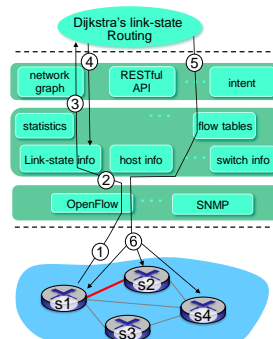 Dijkstra's link-state
Routing
4
5
network
graph
RESTful
API
intent
3
statistics
flow tables
Link-state info
host info
switch info
2
OpenFlow
SNMP
1
6
s1
s2
s4
s3